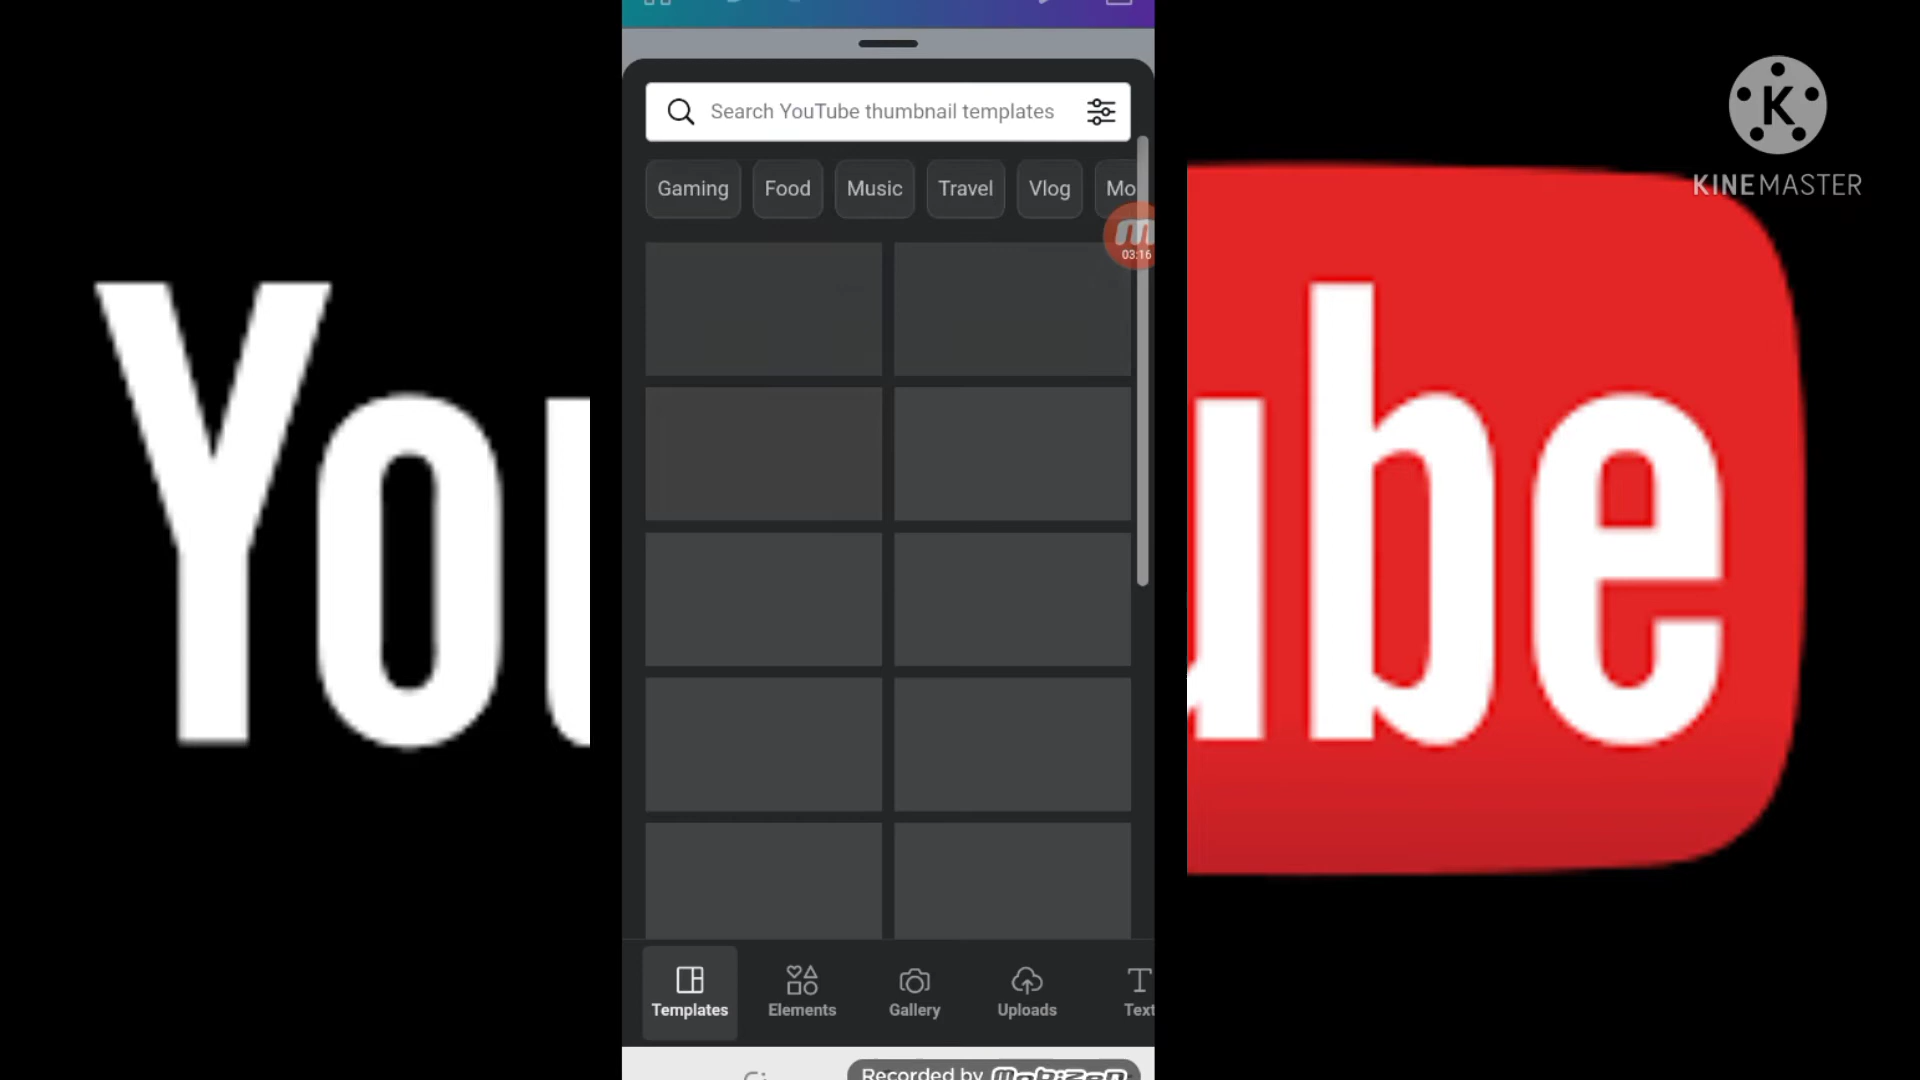 Search YouTube thumbnail templates
Gaming Food Music Travel Vlog Mo
03:16
K
KINEMASTER
You
ube
Templates Elements Gallery Uploads Text
Recorded by MOBIZEN